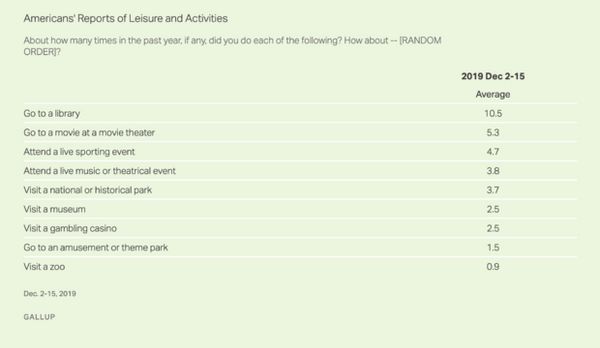 Americans' Reports of Leisure and Activities
About how many times in the past year, if any, did you do each of the following? How about -- [RANDOM
ORDER]?
2019 Dec 2-15
Average
Go to a library 10.5
Go to a movie at a movie theater 5.3
Attend a live sporting event 4.7
Attend a live music or theatrical event 3.8
Visit a national or historical park 3.7
Visit a museum 2.5
Visit a gambling casino 2.5
Go to an amusement or theme park 1.5
Visit a zoo 0.9
Dec. 2-15, 2019
GALLUP